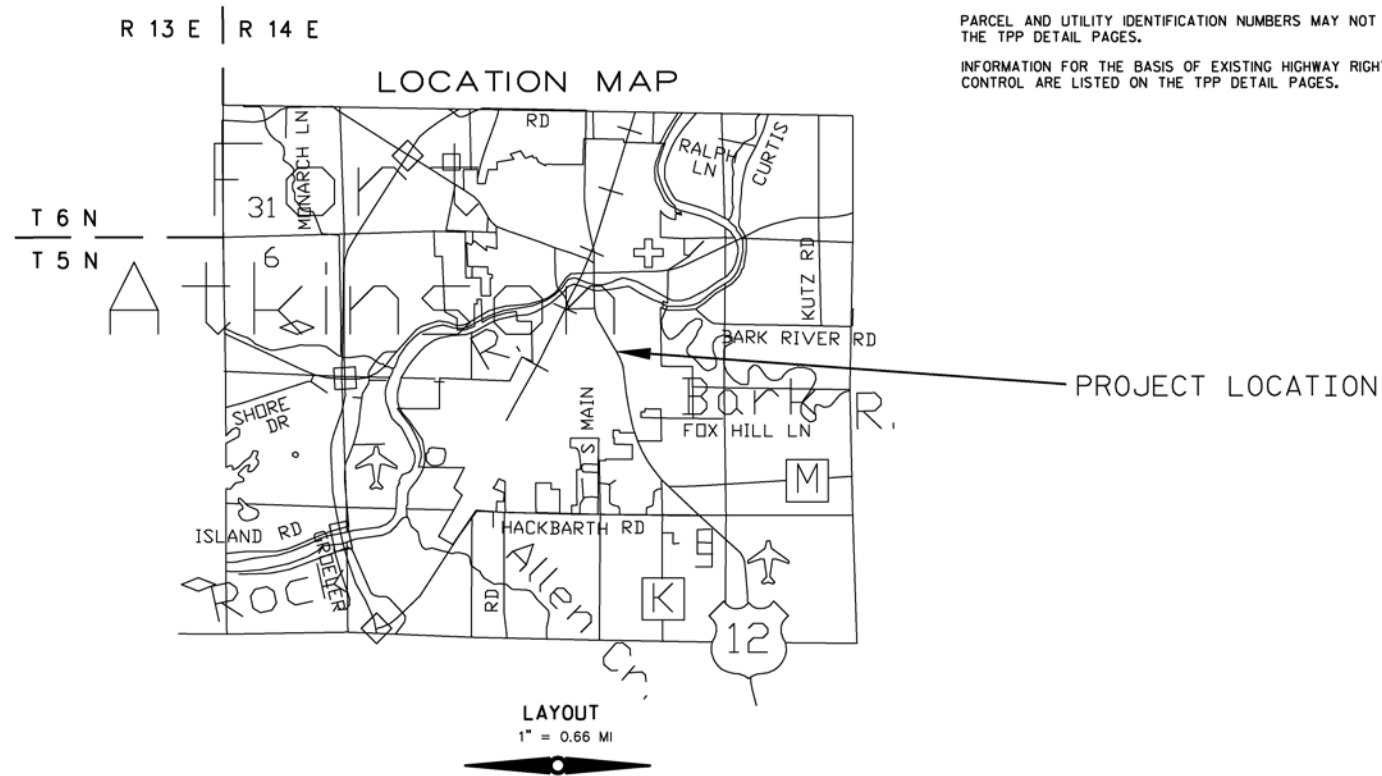 R 13 E R 14 E
PARCEL AND UTILITY IDENTIFICATION NUMBERS MAY NOT
THE TPP DETAIL PAGES.
INFORMATION FOR THE BASIS OF EXISTING HIGHWAY RIGHT
CONTROL ARE LISTED ON THE TPP DETAIL PAGES.
LOCATION MAP
MONARCH LN
RD
RALPH
LN
CURTIS
31
T 6 N
T 5 N
6
Fort
Atkinson
KUTZ RD
BARK RIVER RD
R.
PROJECT LOCATION
Bark R.
SHORE
DR
S MAIN
FOX HILL LN
M
ISLAND RD
GROELER
HACKBARTH RD
Rock
RD
Allen
Cr.
K
12
LAYOUT
1" = 0.66 MI